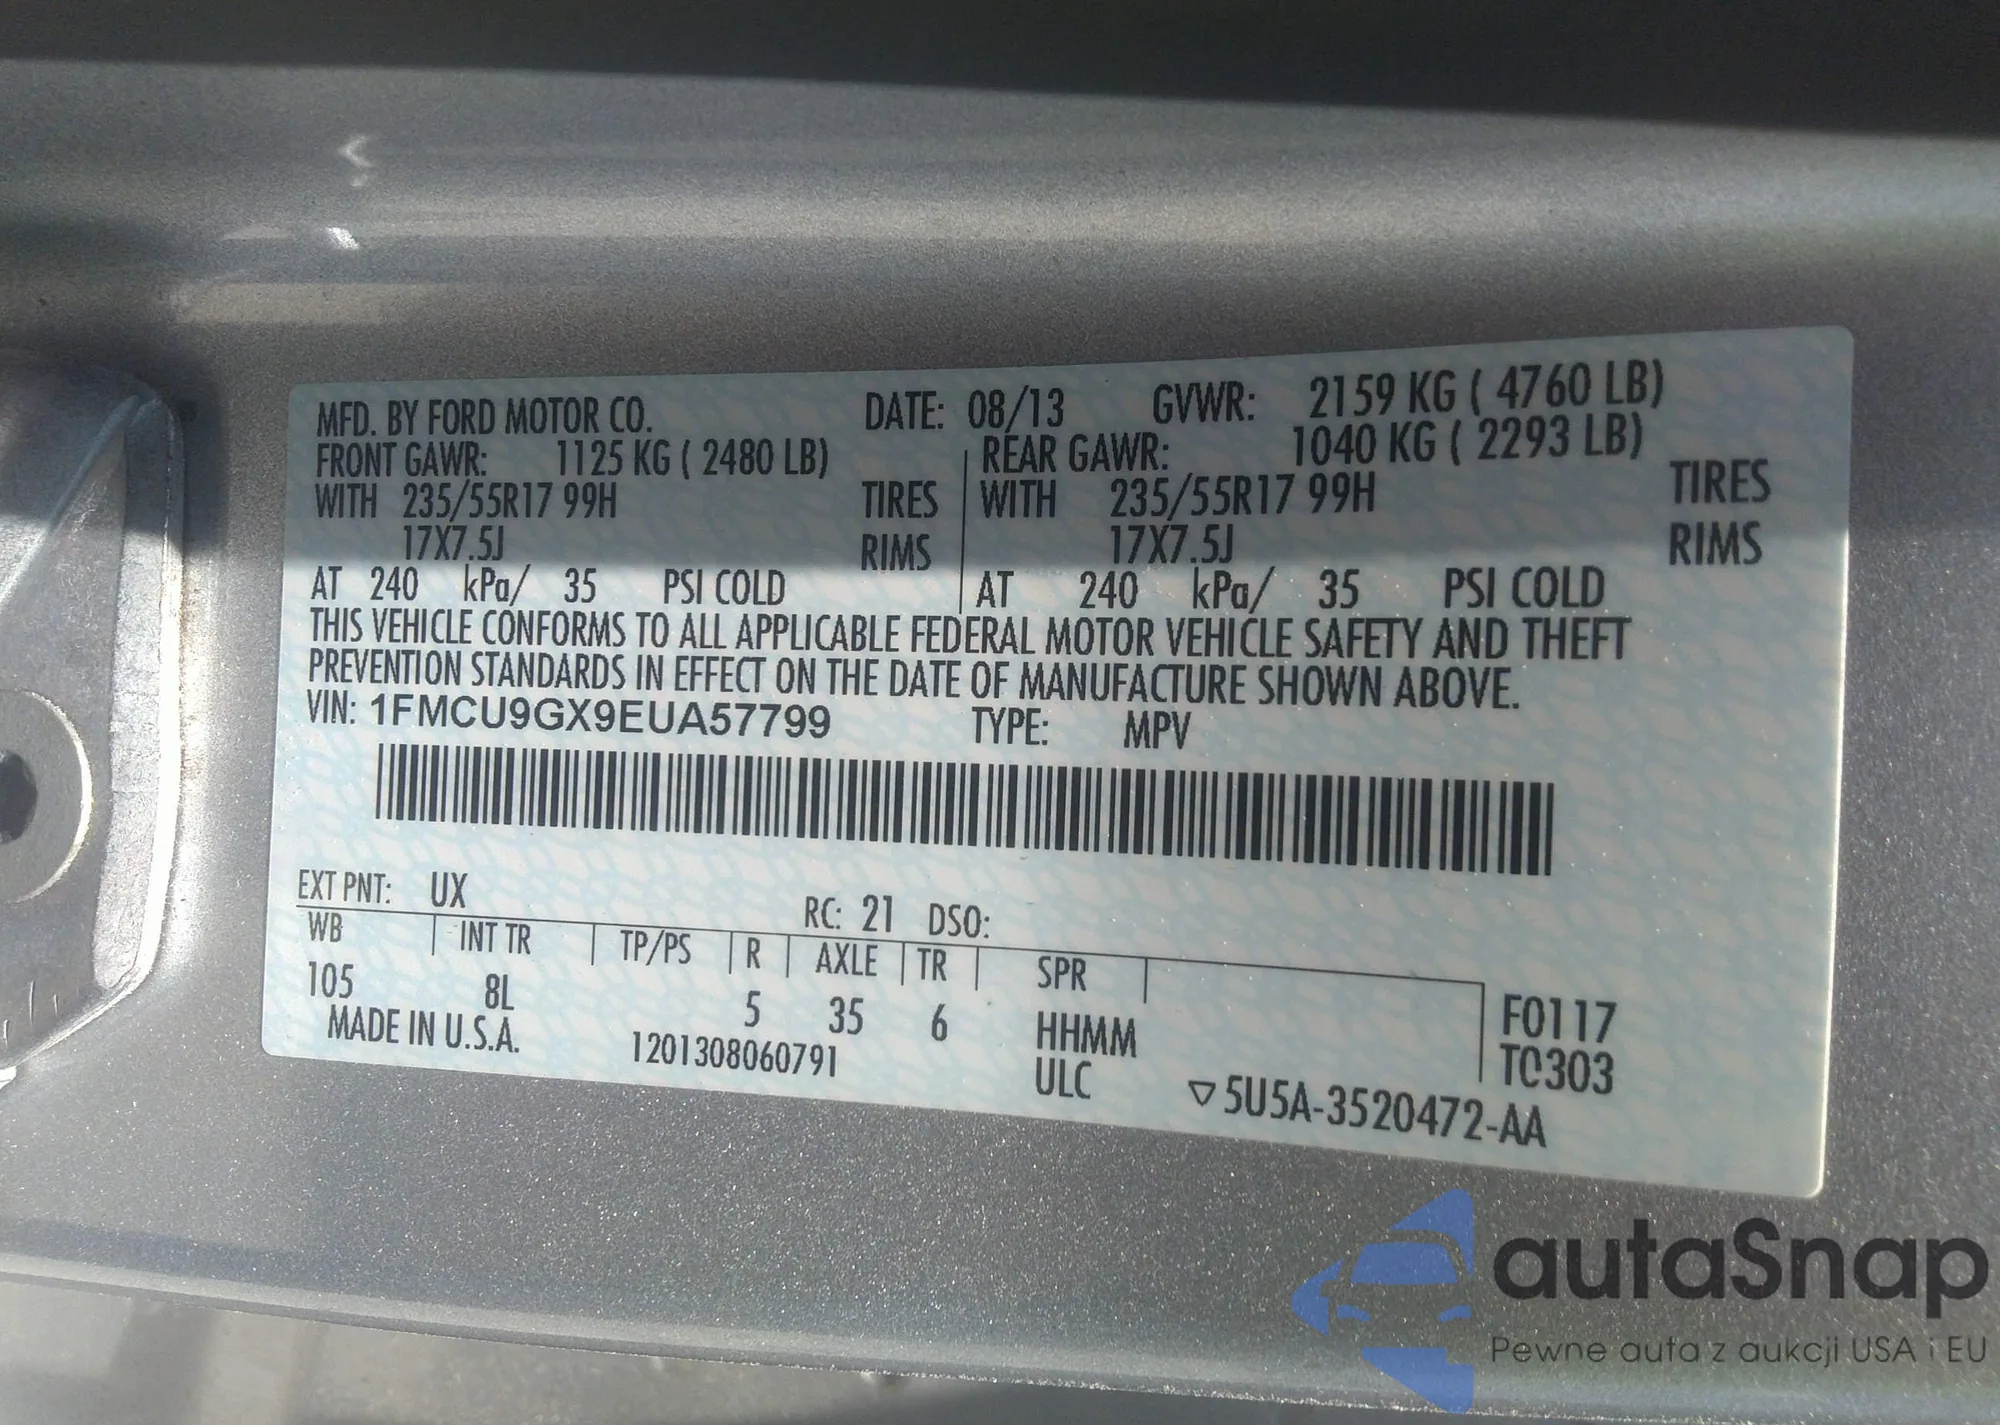 MFD. BY FORD MOTOR CO. DATE: 08/13 GVWR: 2159 KG ( 4760 LB)
FRONT GAWR: 1125 KG ( 2480 LB) REAR GAWR: 1040 KG ( 2293 LB)
WITH 235/55R17 99H TIRES WITH 235/55R17 99H TIRES
17X7.5J RIMS 17X7.5J RIMS
AT 240 kPa/ 35 PSI COLD AT 240 kPa/ 35 PSI COLD
THIS VEHICLE CONFORMS TO ALL APPLICABLE FEDERAL MOTOR VEHICLE SAFETY AND THEFT
PREVENTION STANDARDS IN EFFECT ON THE DATE OF MANUFACTURE SHOWN ABOVE.
VIN: 1FMCU9GX9EUA57799 TYPE: MPV
EXT PNT: UX RC: 21 DSO:
WB INT TR TP/PS R AXLE TR SPR
105 8L 5 35 6 HHMM F0117
MADE IN U.S.A. 1201308060791 ULC T0303
▽5U5A-3520472-AA
autaSnap
Pewne auta z aukcji USA i EU